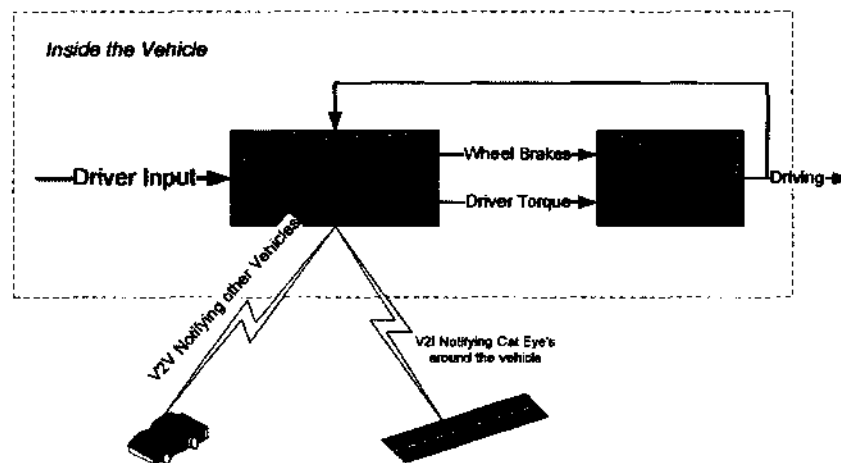 Inside the Vehicle
Driver Input
Wheel Brakes
Driver Torque
Driving
V2V Notifying other Vehicles
V2I Notifying Cat Eye's
around the vehicle